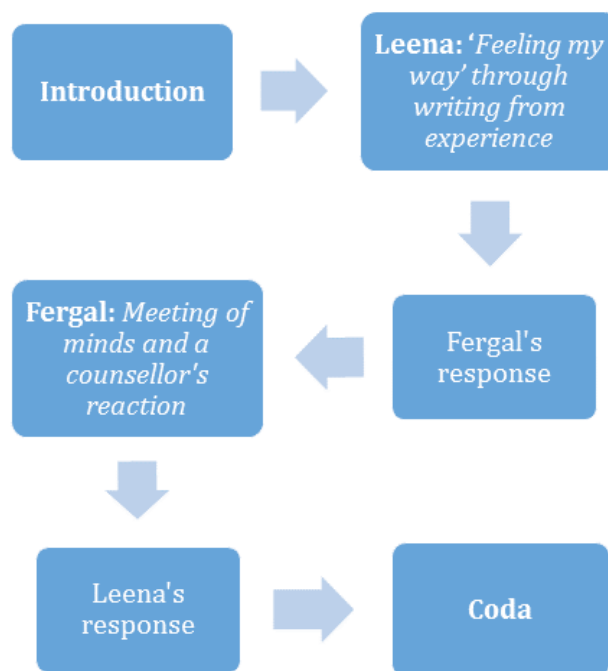 Introduction
Leena: ‘Feeling my
way’ through
writing from
experience
Fergal's
response
Fergal: Meeting of
minds and a
counsellor's
reaction
Leena's
response
Coda